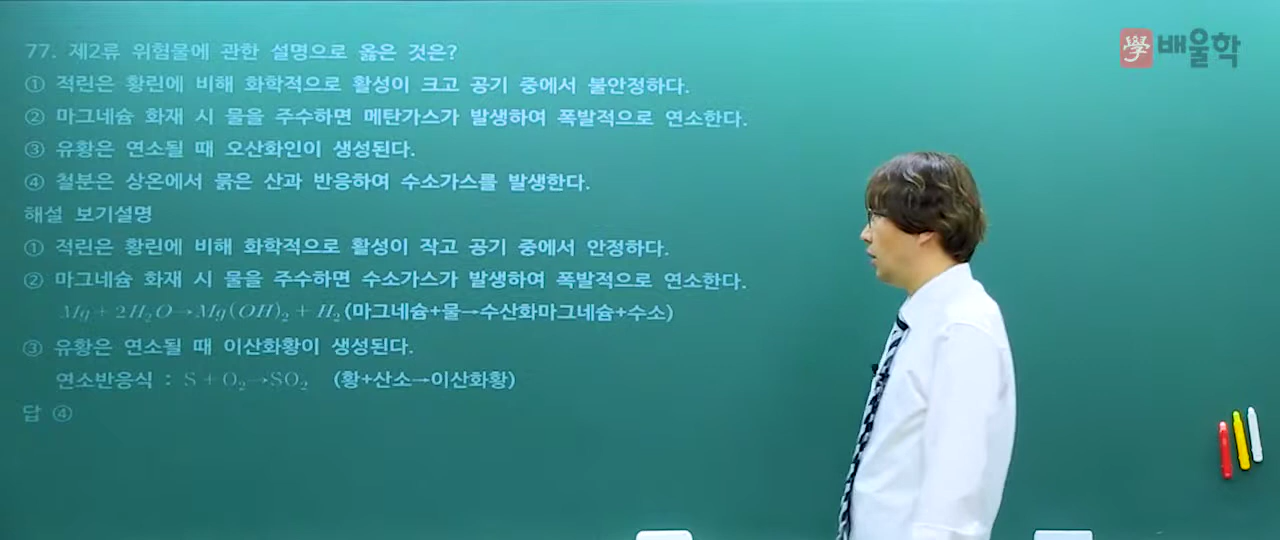 學 배울학
77. 제2류 위험물에 관한 설명으로 옳은 것은?
① 적린은 황린에 비해 화학적으로 활성이 크고 공기 중에서 불안정하다.
② 마그네슘 화재 시 물을 주수하면 메탄가스가 발생하여 폭발적으로 연소한다.
③ 유황은 연소될 때 오산화인이 생성된다.
④ 철분은 상온에서 묽은 산과 반응하여 수소가스를 발생한다.
해설 보기설명
① 적린은 황린에 비해 화학적으로 활성이 작고 공기 중에서 안정하다.
② 마그네슘 화재 시 물을 주수하면 수소가스가 발생하여 폭발적으로 연소한다.
Mg+2H₂O→Mg(OH)₂+H₂(마그네슘+물→수산화마그네슘+수소)
③ 유황은 연소될 때 이산화황이 생성된다.
연소반응식 : S+O₂→SO₂ (황+산소→이산화황)
답 ④